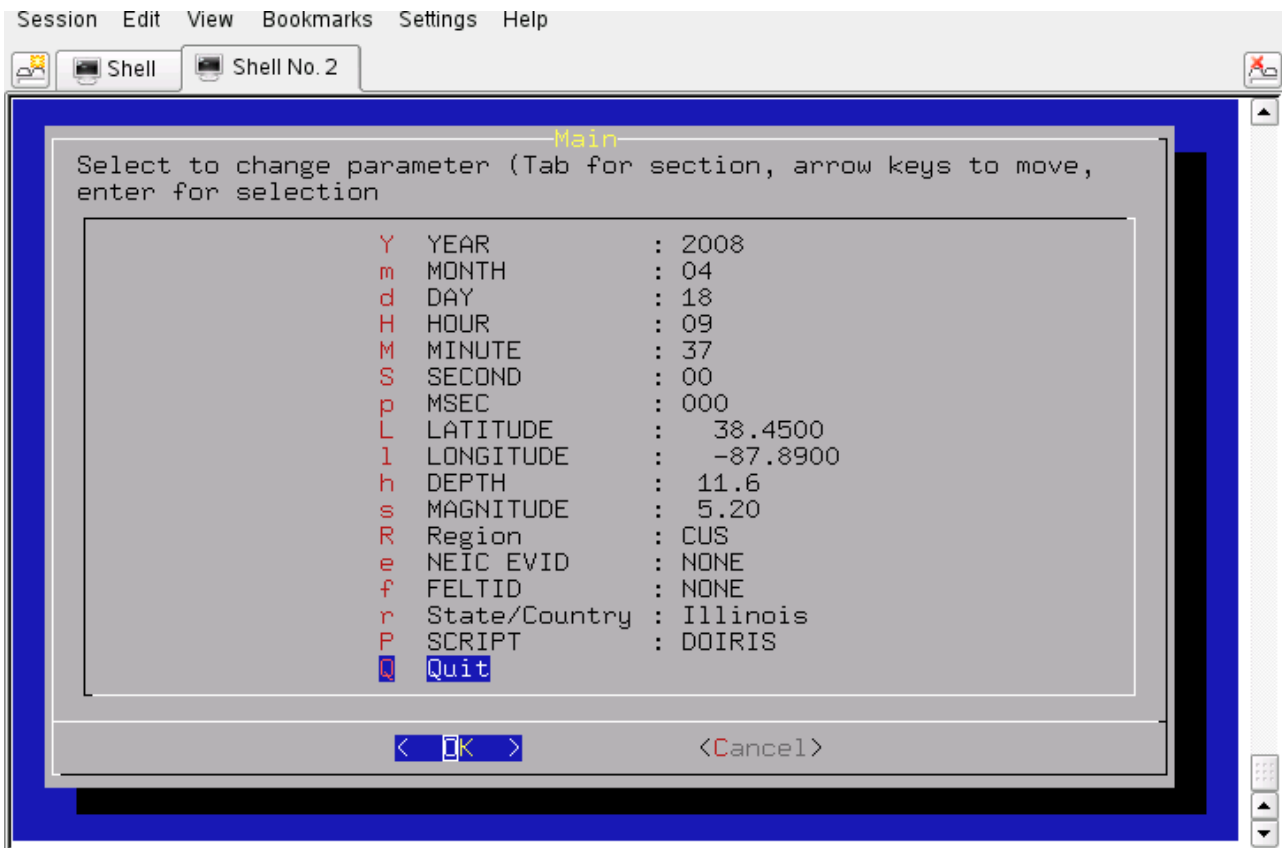 Session Edit View Bookmarks Settings Help
Shell Shell No. 2
Main
Select to change parameter (Tab for section, arrow keys to move,
enter for selection
Y YEAR : 2008
m MONTH : 04
d DAY : 18
H HOUR : 09
M MINUTE : 37
S SECOND : 00
p MSEC : 000
L LATITUDE : 38.4500
l LONGITUDE : -87.8900
h DEPTH : 11.6
s MAGNITUDE : 5.20
R Region : CUS
e NEIC EVID : NONE
f FELTID : NONE
r State/Country : Illinois
P SCRIPT : DOIRIS
Q Quit
< OK > <Cancel>